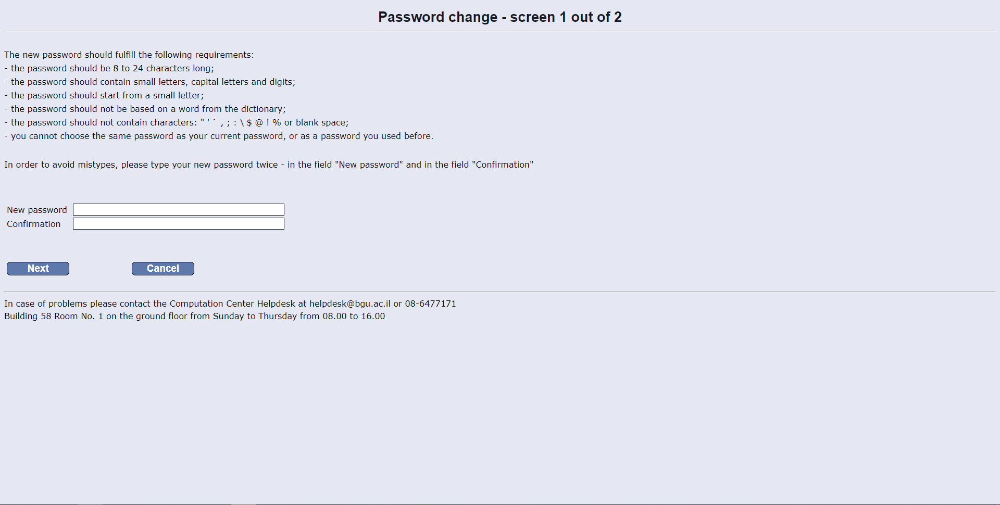 Password change - screen 1 out of 2
The new password should fulfill the following requirements:
- the password should be 8 to 24 characters long;
- the password should contain small letters, capital letters and digits;
- the password should start from a small letter;
- the password should not be based on a word from the dictionary;
- the password should not contain characters: " ' ` , ; : \ $ @ ! % or blank space;
- you cannot choose the same password as your current password, or as a password you used before.
In order to avoid mistypes, please type your new password twice - in the field "New password" and in the field "Confirmation"
New password
Confirmation
Next Cancel
In case of problems please contact the Computation Center Helpdesk at helpdesk@bgu.ac.il or 08-6477171
Building 58 Room No. 1 on the ground floor from Sunday to Thursday from 08.00 to 16.00